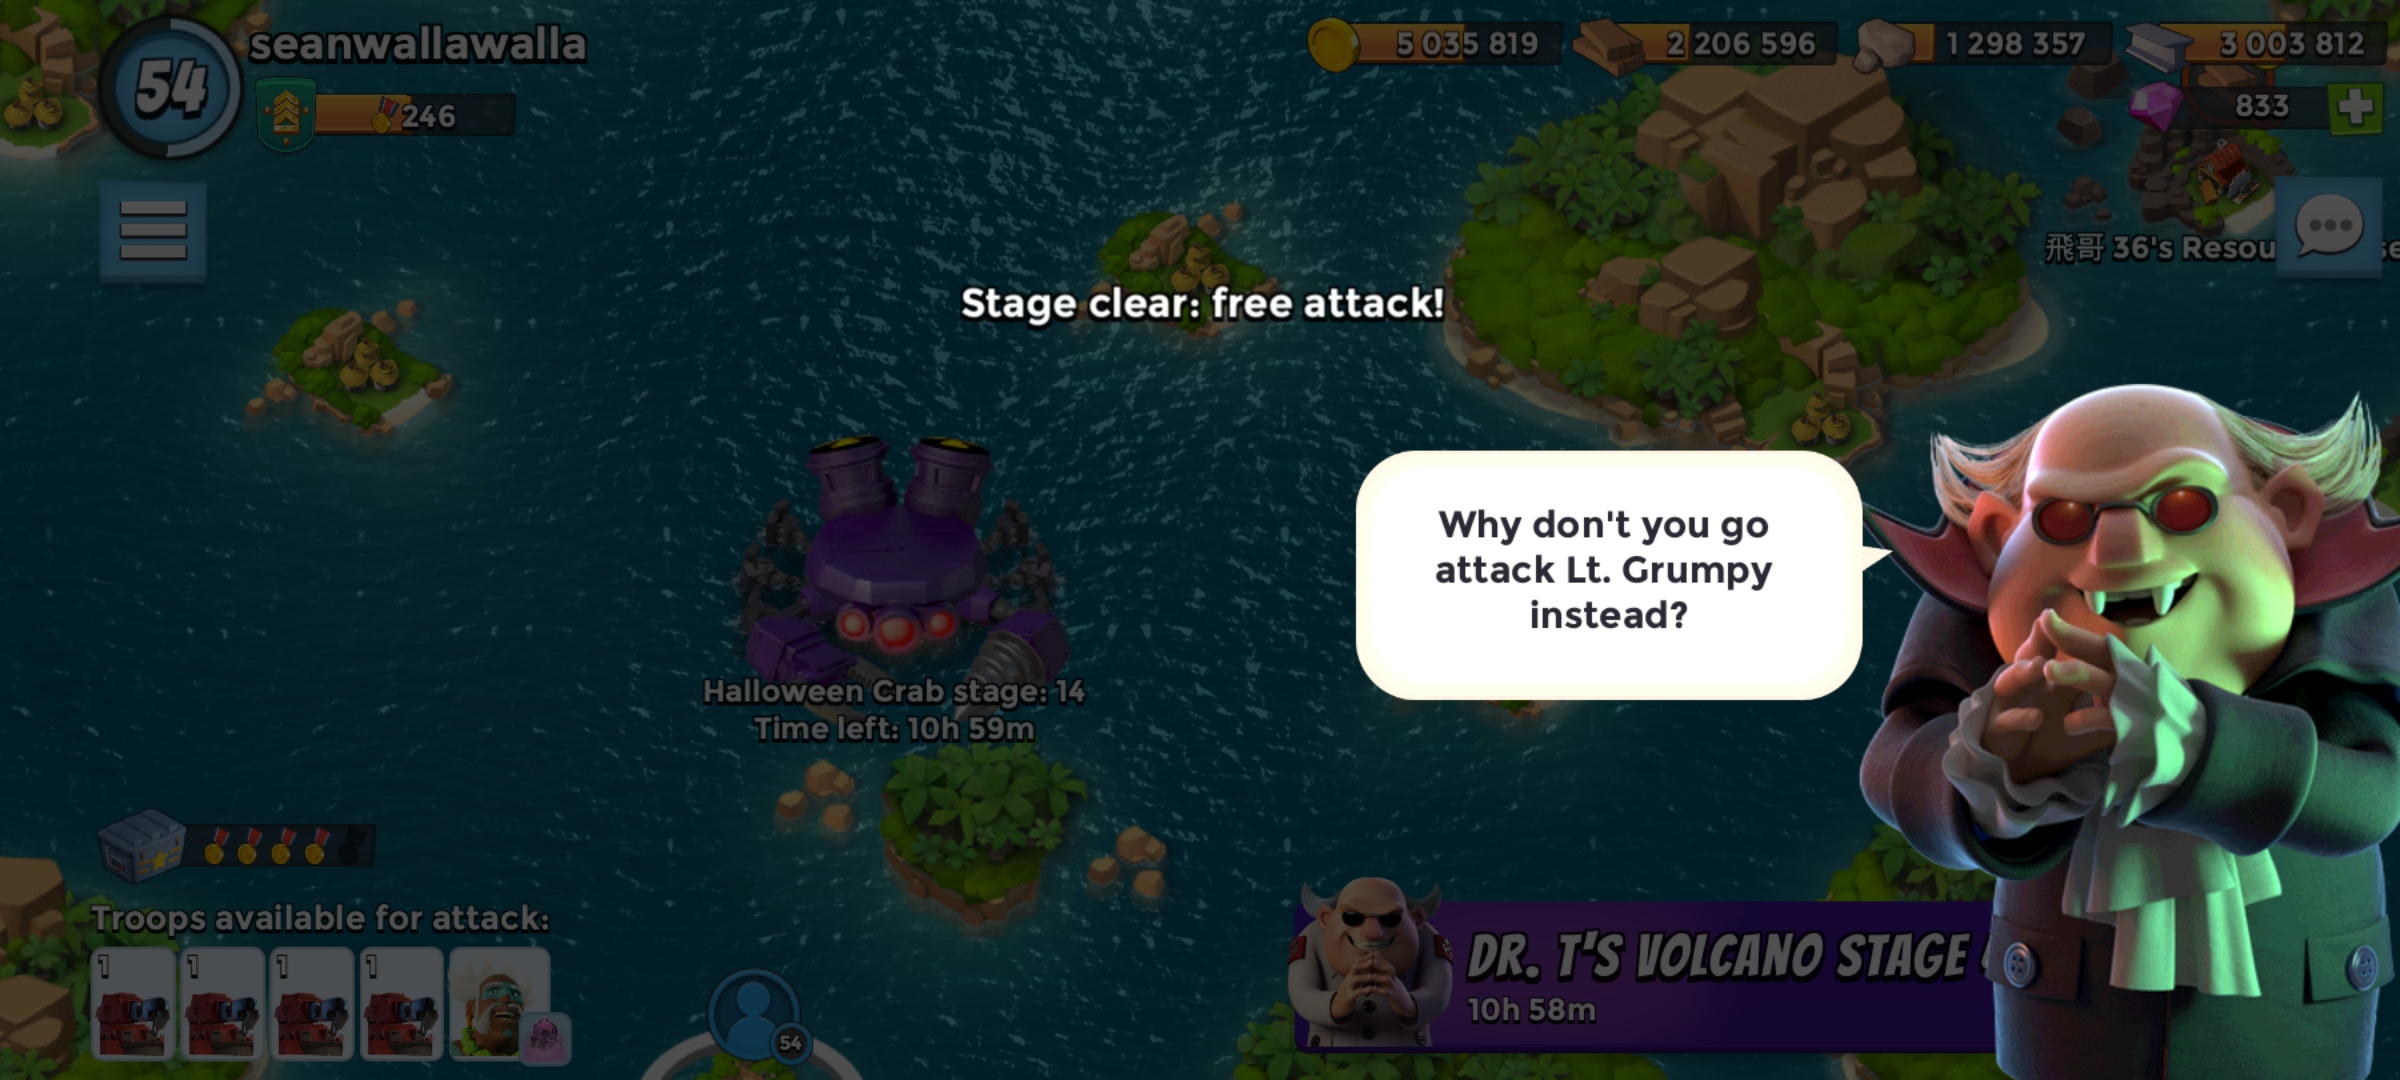 54
seanwallawalla
246
5 035 819
2 206 596
1 298 357
3 003 812
833
飛哥 36's
Stage clear: free attack!
Why don't you go
attack Lt. Grumpy
instead?
Halloween Crab stage: 14
Time left: 10h 59m
Troops available for attack:
1
1
1
1
54
DR. T'S VOLCANO STAGE
10h 58m